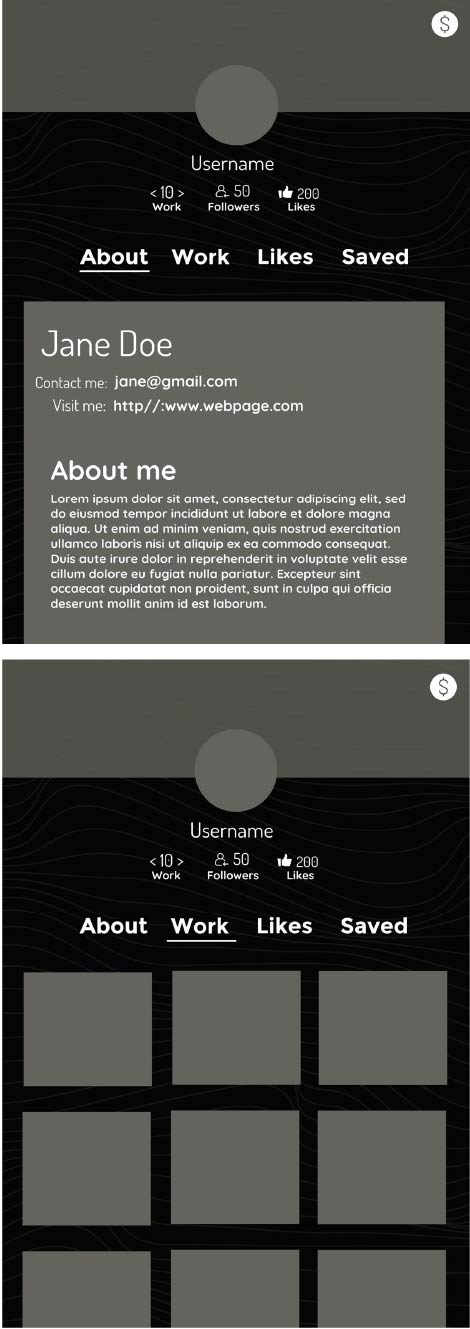 $
Username
< 10 > 50 200
Work Followers Likes
About Work Likes Saved
Jane Doe
Contact me: jane@gmail.com
Visit me: http//:www.webpage.com
About me
Lorem ipsum dolor sit amet, consectetur adipiscing elit, sed
do eiusmod tempor incididunt ut labore et dolore magna
aliqua. Ut enim ad minim veniam, quis nostrud exercitation
ullamco laboris nisi ut aliquip ex ea commodo consequat.
Duis aute irure dolor in reprehenderit in voluptate velit esse
cillum dolore eu fugiat nulla pariatur. Excepteur sint
occaecat cupidatat non proident, sunt in culpa qui officia
deserunt mollit anim id est laborum.
$
Username
< 10 > 50 200
Work Followers Likes
About Work Likes Saved